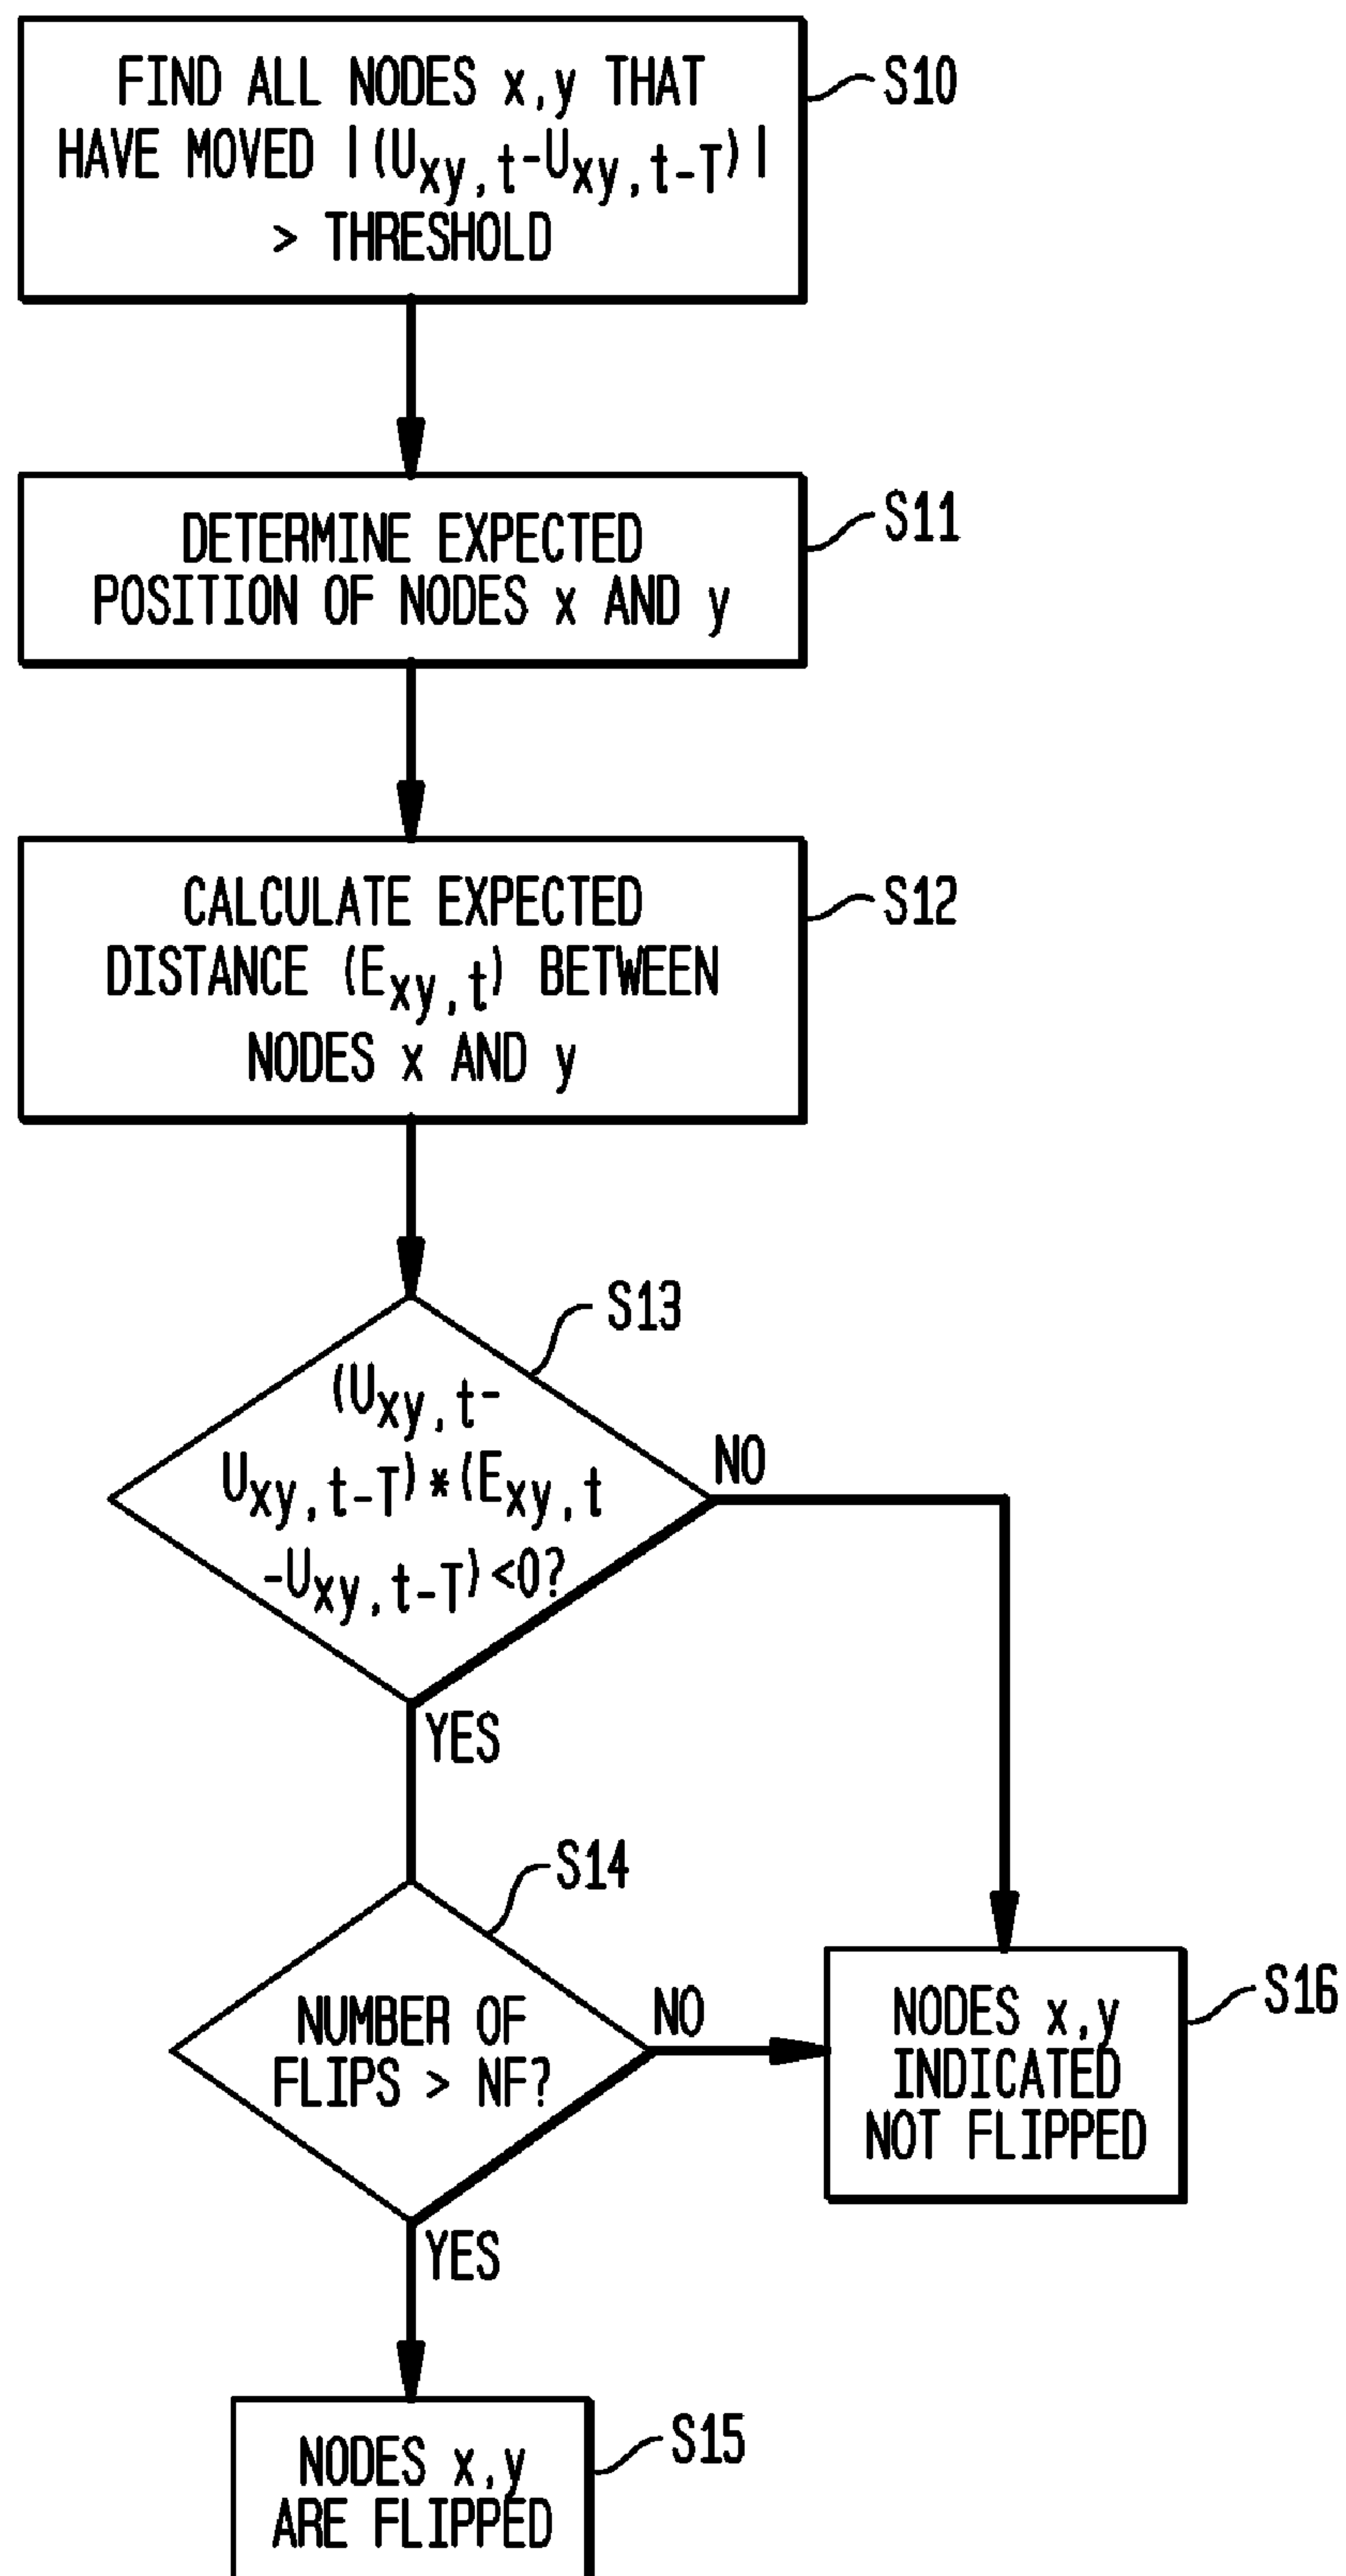 FIND ALL NODES x,y THAT
HAVE MOVED |(Uxy,t-Uxy,t-T)|
> THRESHOLD
S10
DETERMINE EXPECTED
POSITION OF NODES x AND y
S11
CALCULATE EXPECTED
DISTANCE (Exy,t) BETWEEN
NODES x AND y
S12
S13
(Uxy,t-
Uxy,t-T)*(Exy,t
-Uxy,t-T)<0?
NO
YES
S14
NUMBER OF
FLIPS > NF?
NO
NODES x,y
INDICATED
NOT FLIPPED
S16
YES
NODES x,y
ARE FLIPPED
S15